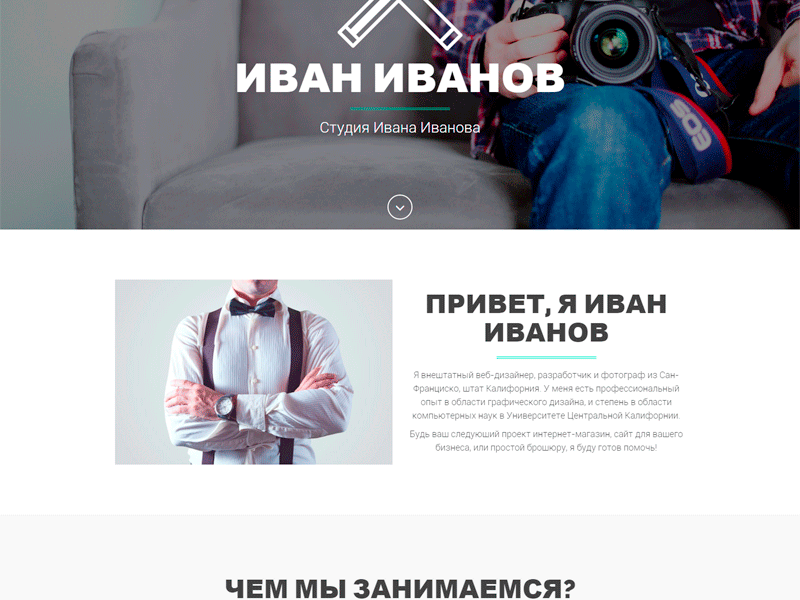 ИВАН ИВАНОВ
EOS
Студия Ивана Иванова
ПРИВЕТ, Я ИВАН
ИВАНОВ
Я внештатный веб-дизайнер, разработчик и фотограф из Сан-
Франциско, штат Калифорния. У меня есть профессиональный
опыт в области графического дизайна, и степень в области
компьютерных наук в Университете Центральной Калифорнии.
Будь ваш следующий проект интернет-магазин, сайт для вашего
бизнеса, или простой брошюру, я буду готов помочь!
ЧЕМ МЫ ЗАНИМАЕМСЯ?